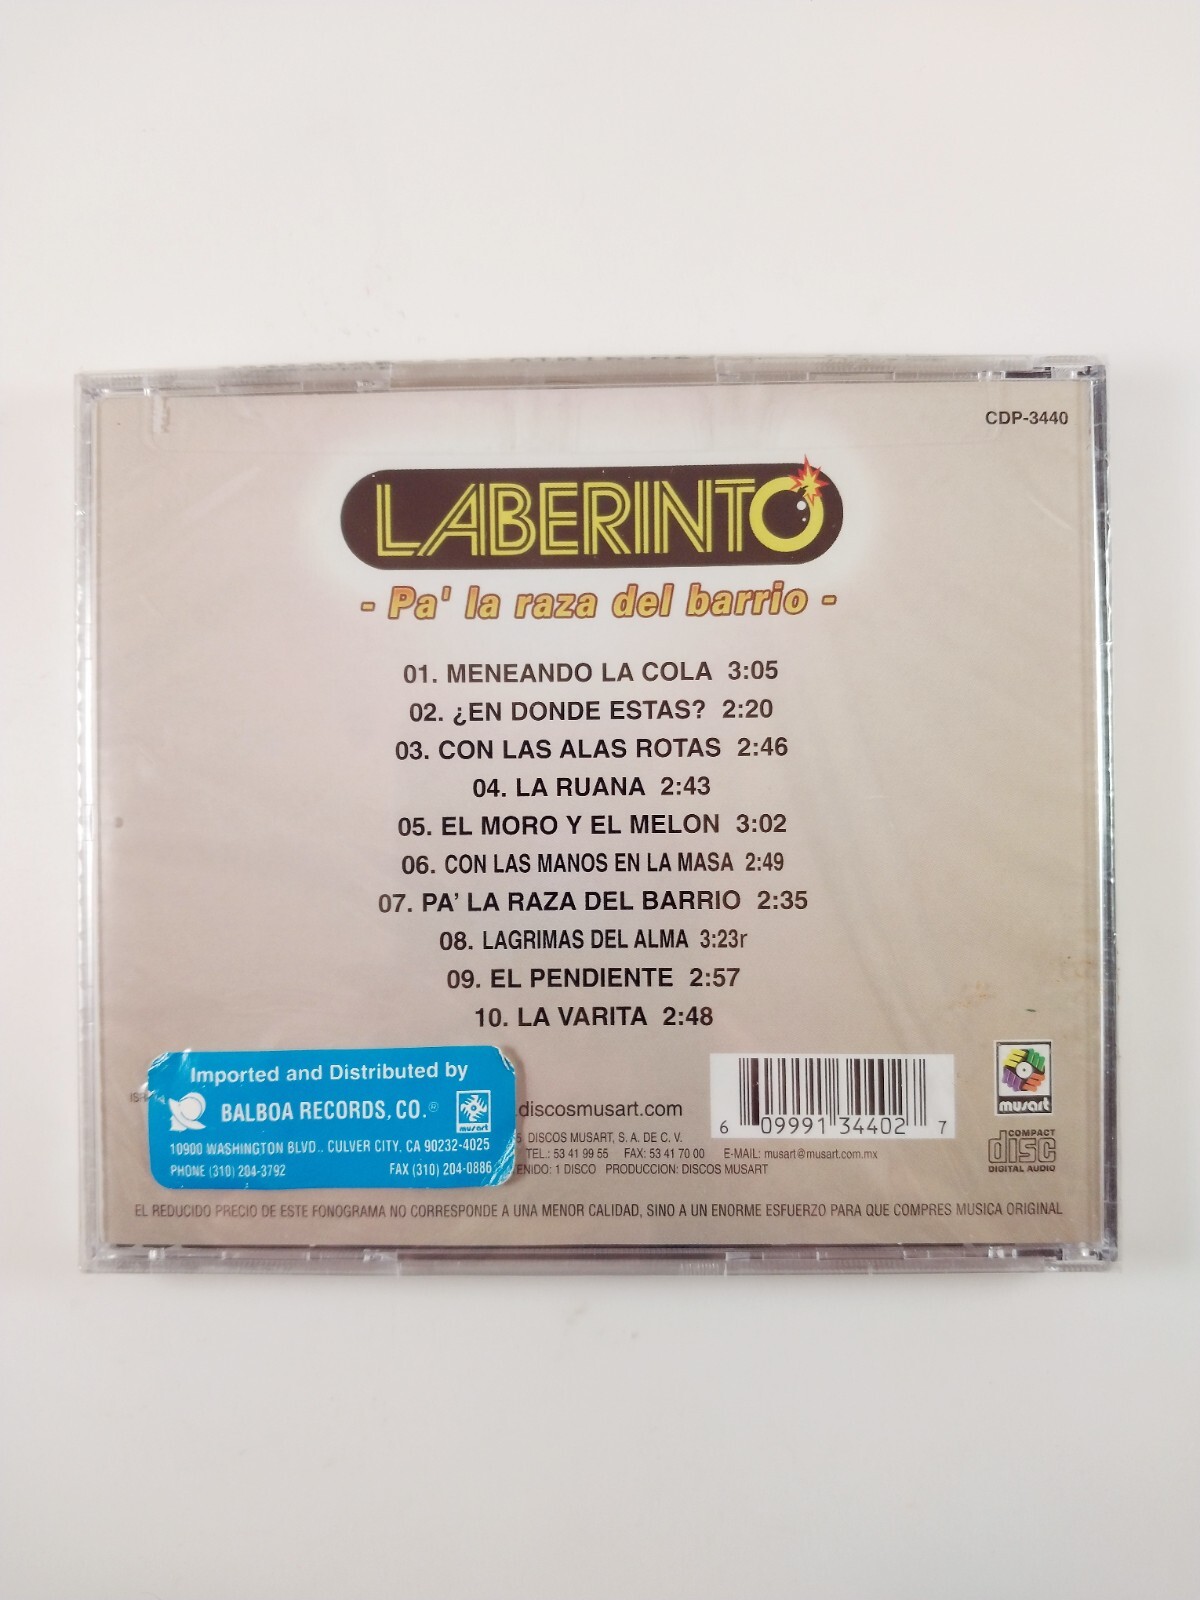 CDP-3440
LABERINTO
- Pa' la raza del barrio -
01. MENEANDO LA COLA 3:05
02. ¿EN DONDE ESTAS? 2:20
03. CON LAS ALAS ROTAS 2:46
04. LA RUANA 2:43
05. EL MORO Y EL MELON 3:02
06. CON LAS MANOS EN LA MASA 2:49
07. PA' LA RAZA DEL BARRIO 2:35
08. LAGRIMAS DEL ALMA 3:23r
09. EL PENDIENTE 2:57
10. LA VARITA 2:48
Imported and Distributed by
BALBOA RECORDS, CO.®
musart
10900 WASHINGTON BLVD.. CULVER CITY, CA 90232-4025
PHONE (310) 204-3792 FAX (310) 204-0886
.discosmusart.com
5 DISCOS MUSART, S. A. DE C. V.
TEL.: 53 41 99 55 FAX: 53 41 70 00 E-MAIL: musart@musart.com.mx
ENIDO: 1 DISCO PRODUCCION: DISCOS MUSART
6 09991 34402 7
musart
COMPACT
disc
DIGITAL AUDIO
EL REDUCIDO PRECIO DE ESTE FONOGRAMA NO CORRESPONDE A UNA MENOR CALIDAD, SINO A UN ENORME ESFUERZO PARA QUE COMPRES MUSICA ORIGINAL